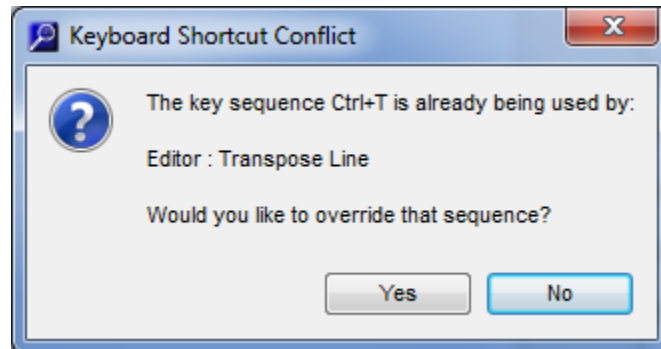 Keyboard Shortcut Conflict
The key sequence Ctrl+T is already being used by:
Editor : Transpose Line
Would you like to override that sequence?
Yes
No